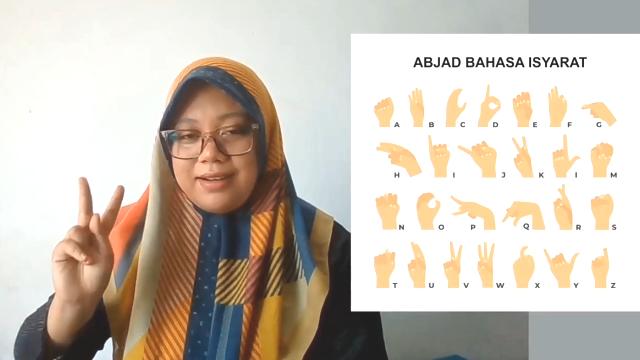 ABJAD BAHASA ISYARAT
A B C D E F G
H I J K L M
N O P Q R S
T U V W X Y Z